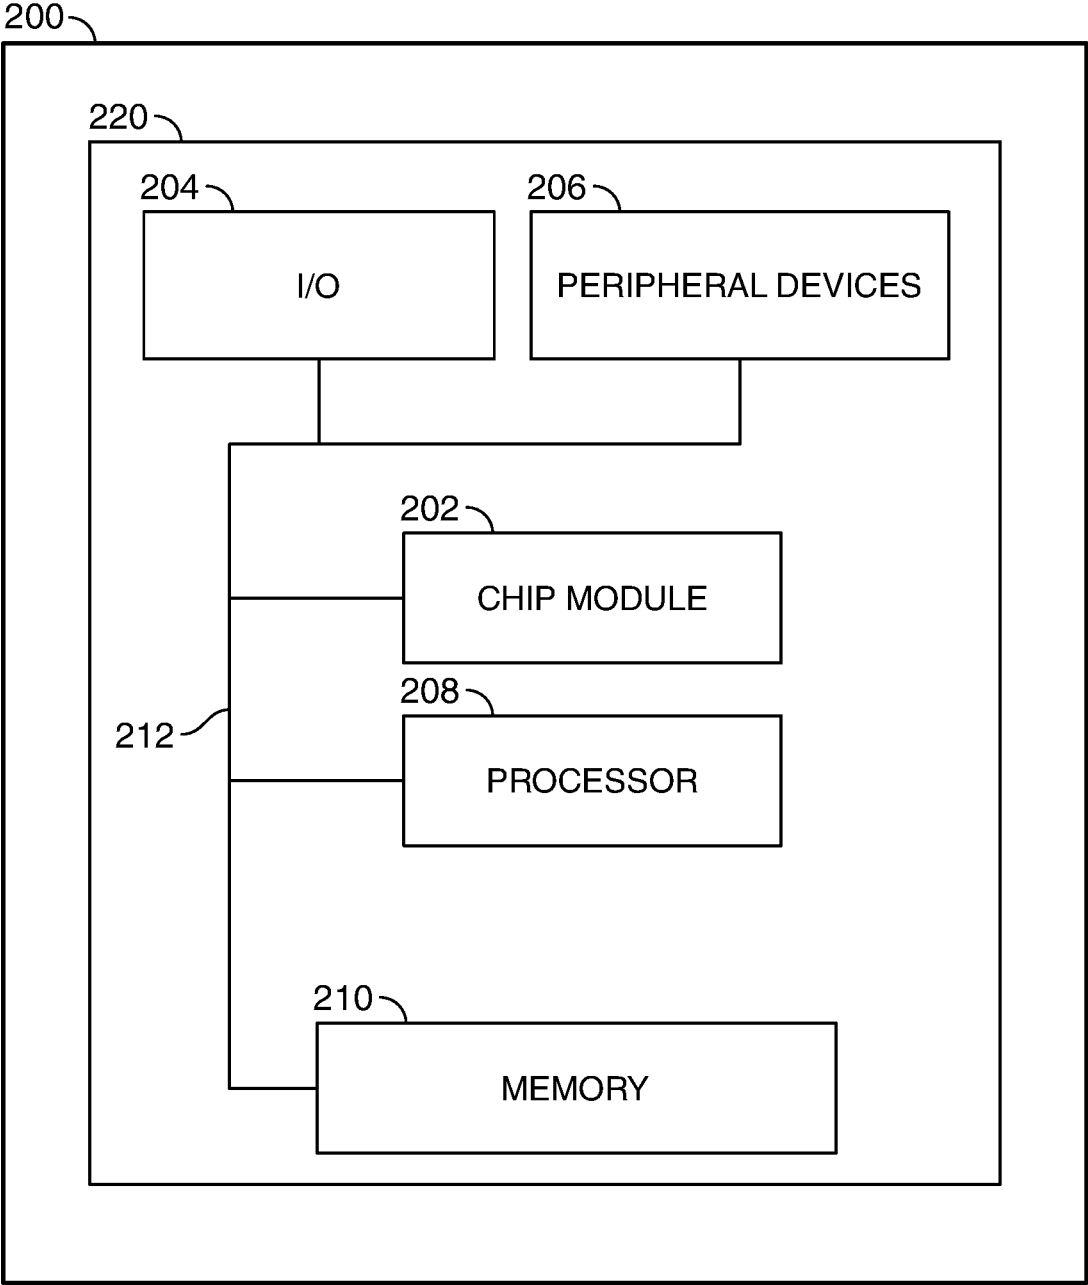 200
220
204
206
I/O
PERIPHERAL DEVICES
202
CHIP MODULE
208
212
PROCESSOR
210
MEMORY